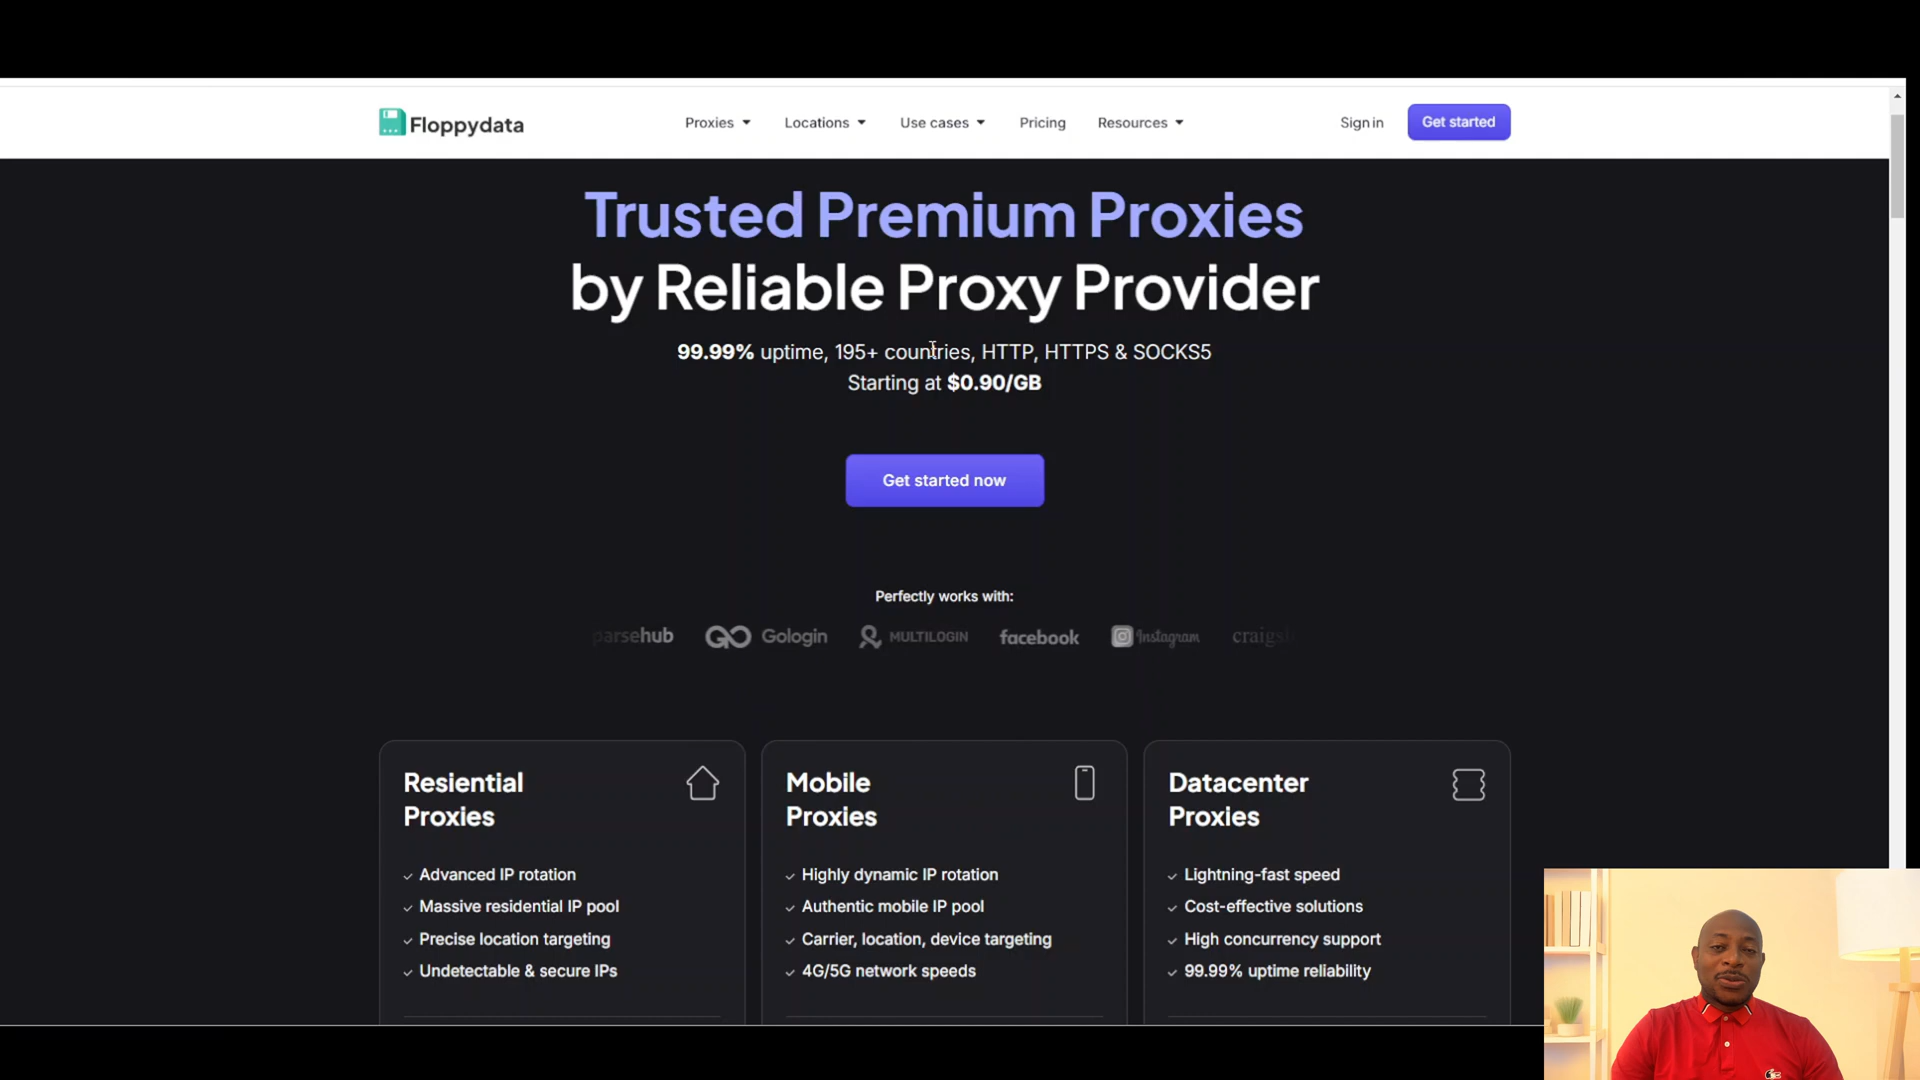 Floppydata
Proxies
Locations
Use cases
Pricing
Resources
Sign in
Get started
Trusted Premium Proxies
by Reliable Proxy Provider
99.99% uptime, 195+ countries, HTTP, HTTPS & SOCKS5
Starting at $0.90/GB
Get started now
Perfectly works with:
parsehub
GO Gologin
MULTILOGIN
facebook
Instagram
craigsl
Resiential
Proxies
Advanced IP rotation
Massive residential IP pool
Precise location targeting
Undetectable & secure IPs
Mobile
Proxies
Highly dynamic IP rotation
Authentic mobile IP pool
Carrier, location, device targeting
4G/5G network speeds
Datacenter
Proxies
Lightning-fast speed
Cost-effective solutions
High concurrency support
99.99% uptime reliability